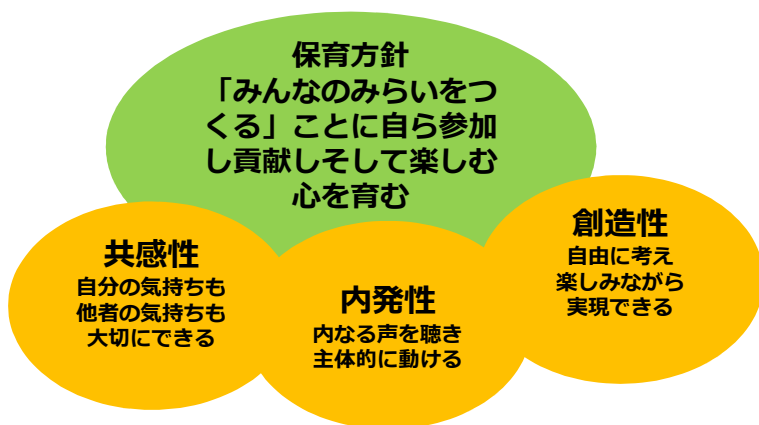 保育方針
「みんなのみらいをつ
くる」ことに自ら参加
し貢献しそして楽しむ
心を育む
共感性
自分の気持ちも
他者の気持ちも
大切にできる
内発性
内なる声を聴き
主体的に動ける
創造性
自由に考え
楽しみながら
実現できる